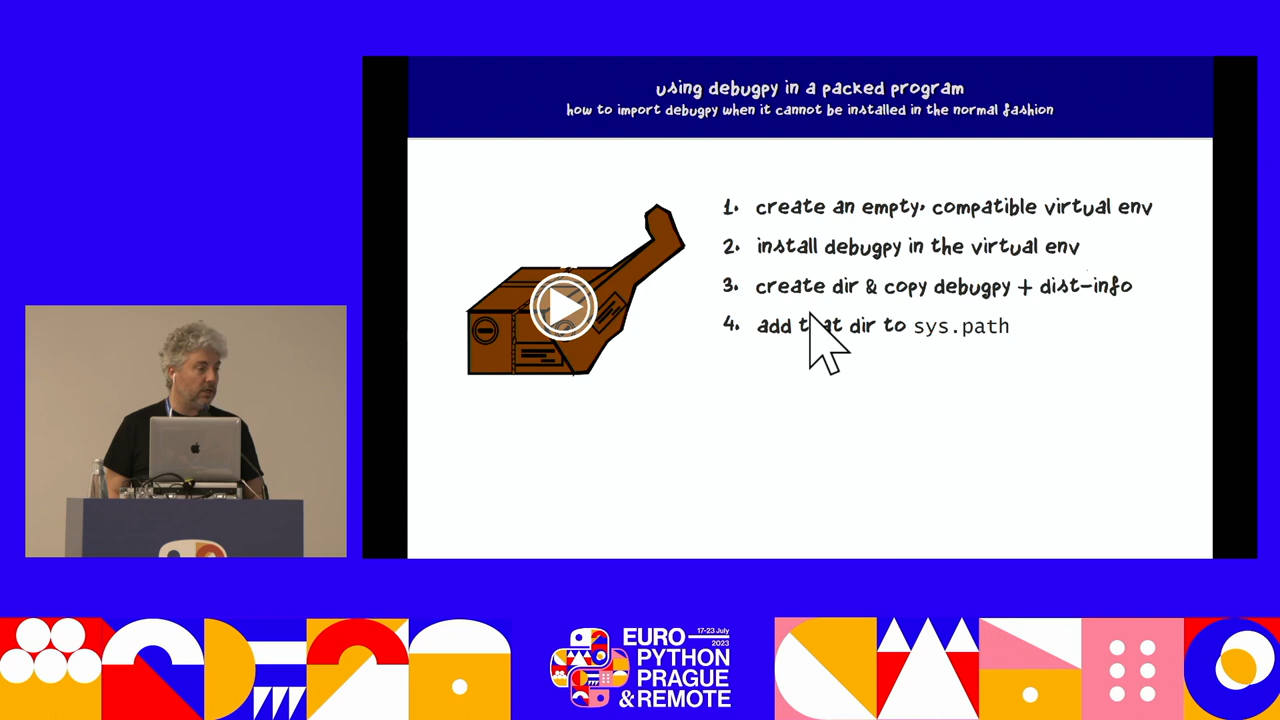 using debugpy in a packed program
how to import debugpy when it cannot be installed in the normal fashion
1. create an empty, compatible virtual env
2. install debugpy in the virtual env
3. create dir & copy debugpy + dist-info
4. add that dir to sys.path
EURO 17-23 July 2023
PYTHON
PRAGUE
& REMOTE